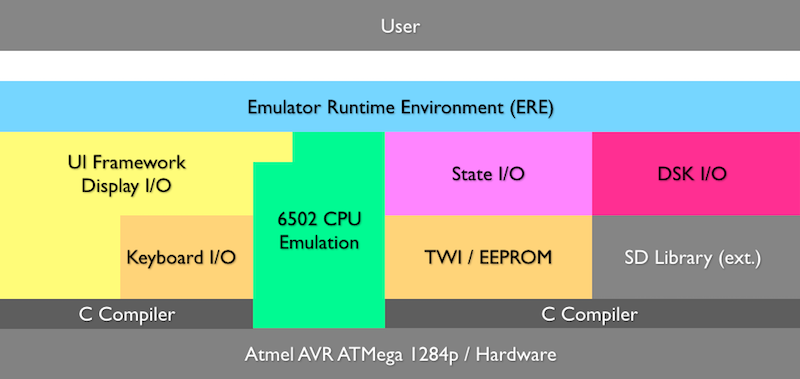 User
Emulator Runtime Environment (ERE)
UI Framework
Display I/O
State I/O
DSK I/O
6502 CPU
Emulation
Keyboard I/O
TWI / EEPROM
SD Library (ext.)
C Compiler
C Compiler
Atmel AVR ATMega 1284p / Hardware